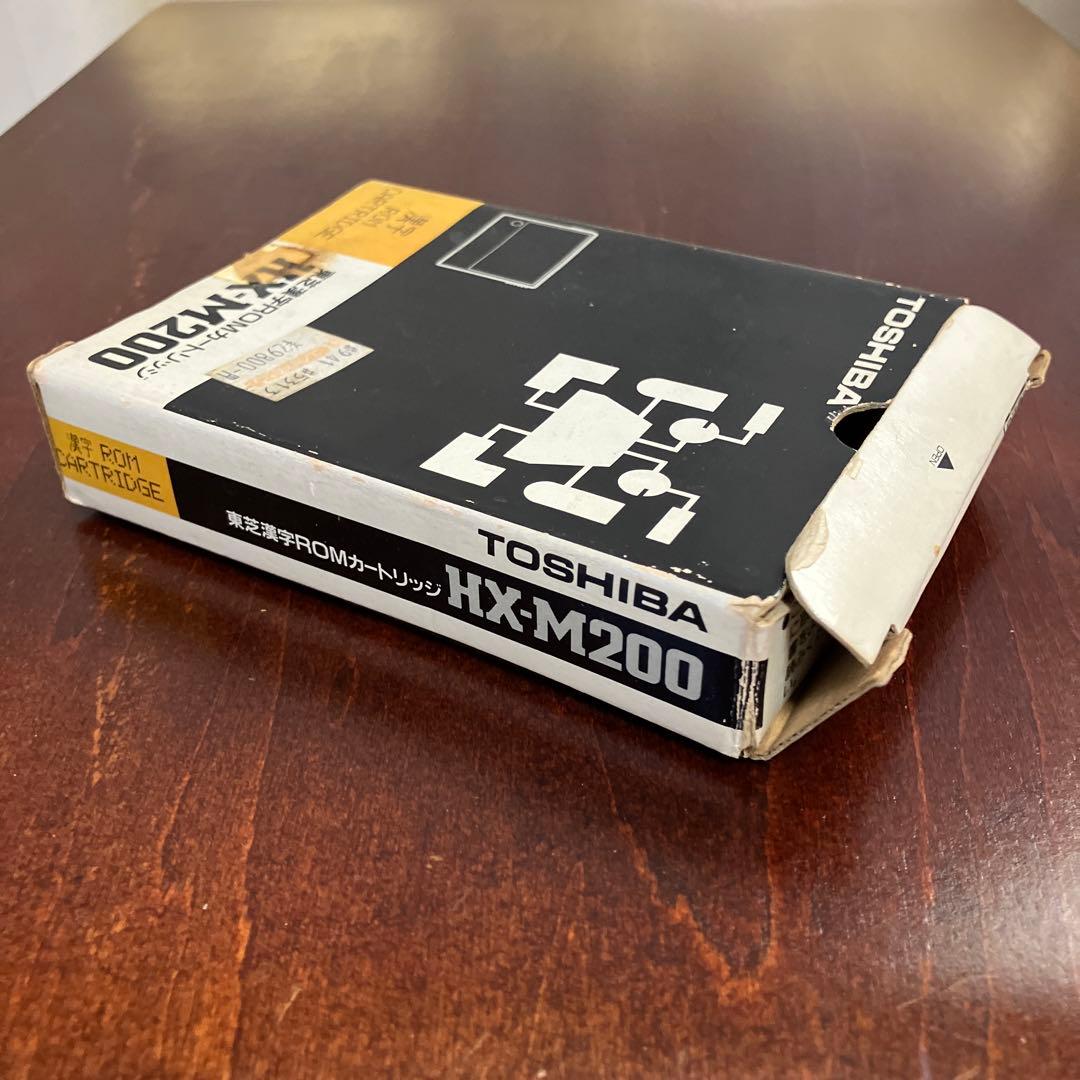 漢字
ROM
CARTRIDGE
東芝漢字ROMカートリッジ
HX-M200
¥29800-A
TOSHIBA
OPEN
漢字 ROM
CARTRIDGE
東芝漢字ROMカートリッジ
TOSHIBA
HX-M200